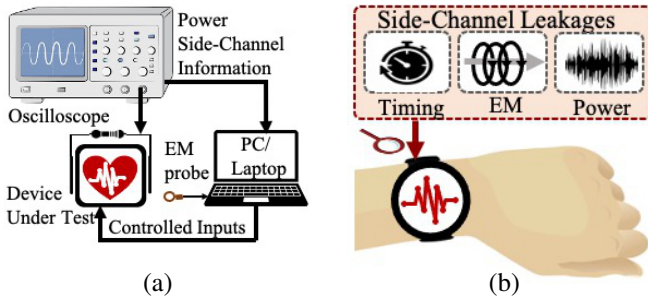 Power
Side-Channel
Information
Oscilloscope
EM
probe
PC/
Laptop
Device
Under Test
Controlled Inputs
(a)
Side-Channel Leakages
Timing
EM
Power
(b)